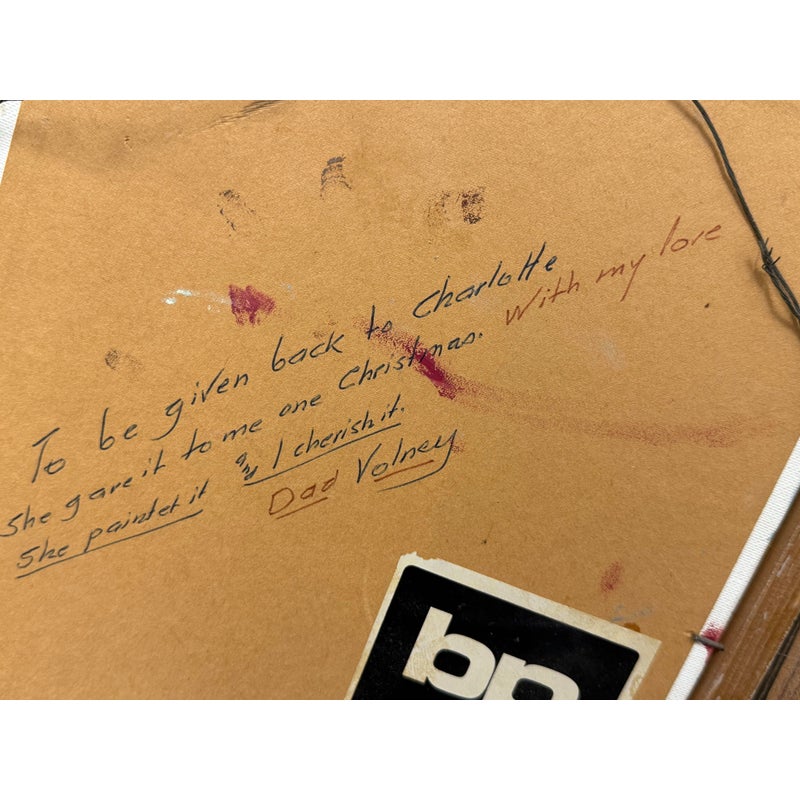 To be given back to Charlotte
She gave it to me one Christmas. With my love
She painted it and I cherish it.
Dad Volney